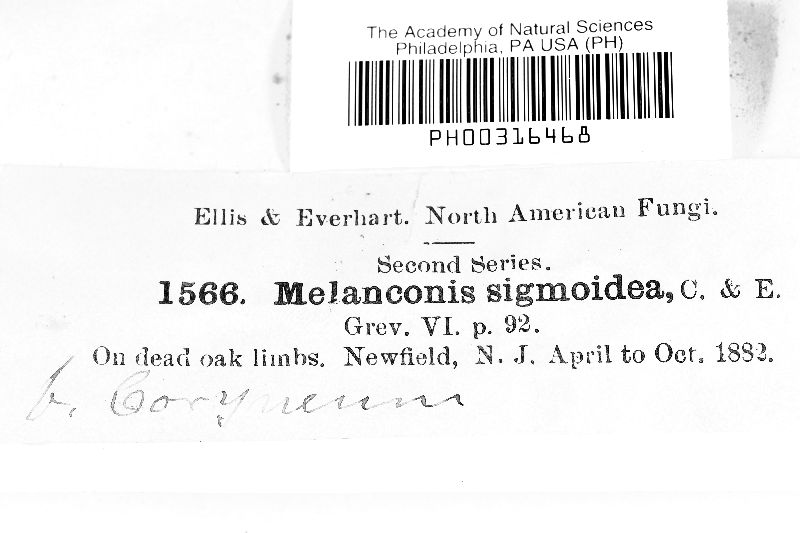 The Academy of Natural Sciences
Philadelphia, PA USA (PH)
PH00316468
Ellis & Everhart. North American Fungi.
Second Series.
1566. Melanconis sigmoidea, C. & E.
Grev. VI. p. 92.
On dead oak limbs. Newfield, N. J. April to Oct. 1882.
b. Coryneum